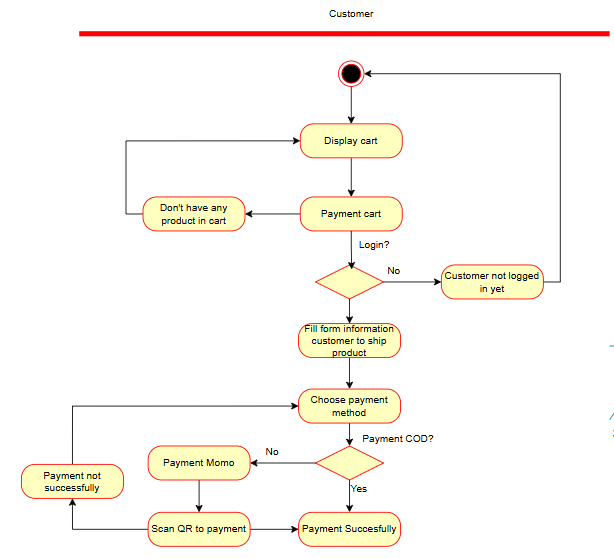 Customer
Display cart
Don't have any
product in cart
Payment cart
Login?
No
Customer not logged
in yet
Fill form information
customer to ship
product
Choose payment
method
Payment COD?
No
Payment Momo
Yes
Payment not
successfully
Scan QR to payment
Payment Succesfully